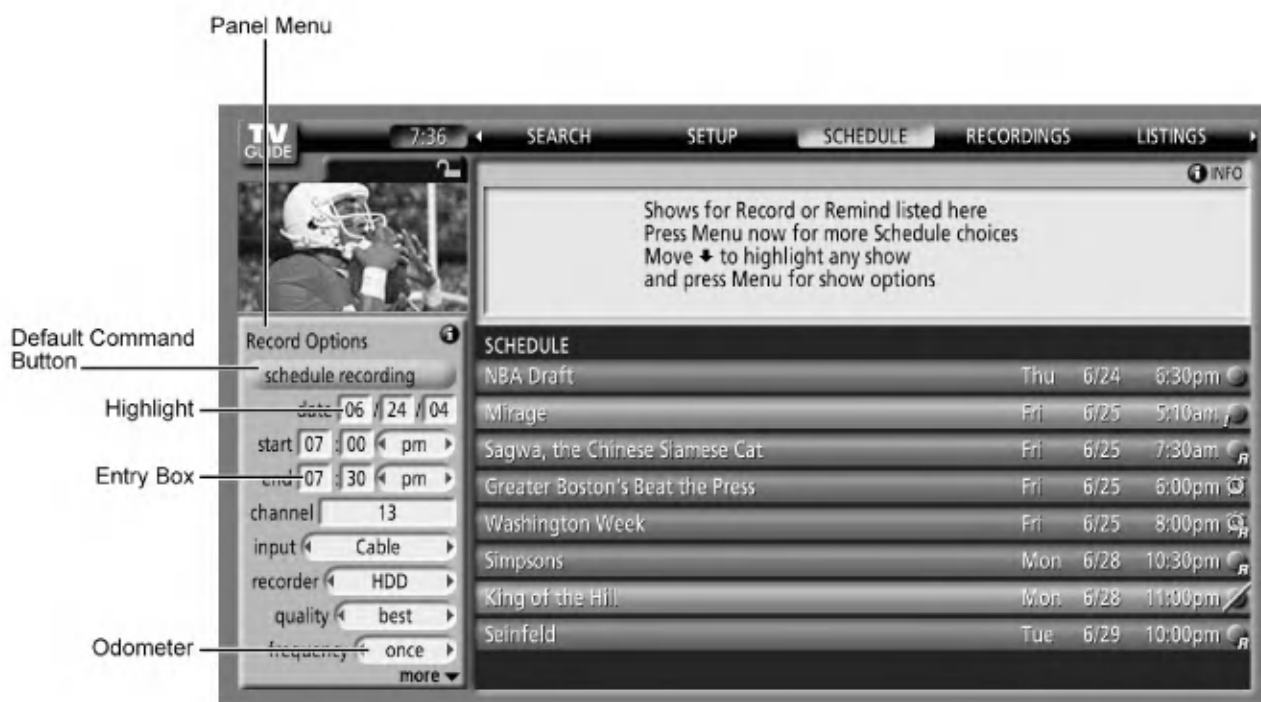 Panel Menu
TV GUIDE
7:36
SEARCH SETUP SCHEDULE RECORDINGS LISTINGS
INFO
Shows for Record or Remind listed here
Press Menu now for more Schedule choices
Move to highlight any show
and press Menu for show options
Default Command
Button
Highlight
Entry Box
Odometer
Record Options
schedule recording
date 06 / 24 / 04
start 07 : 00 pm
end 07 : 30 pm
channel 13
input Cable
recorder HDD
quality best
frequency once
more
SCHEDULE
NBA Draft Thu 6/24 6:30pm
Mirage Fri 6/25 5:10am
Sagwa, the Chinese Siamese Cat Fri 6/25 7:30am R
Greater Boston's Beat the Press Fri 6/25 6:00pm
Washington Week Fri 6/25 8:00pm R
Simpsons Mon 6/28 10:30pm R
King of the Hill Mon 6/28 11:00pm
Seinfeld Tue 6/29 10:00pm R